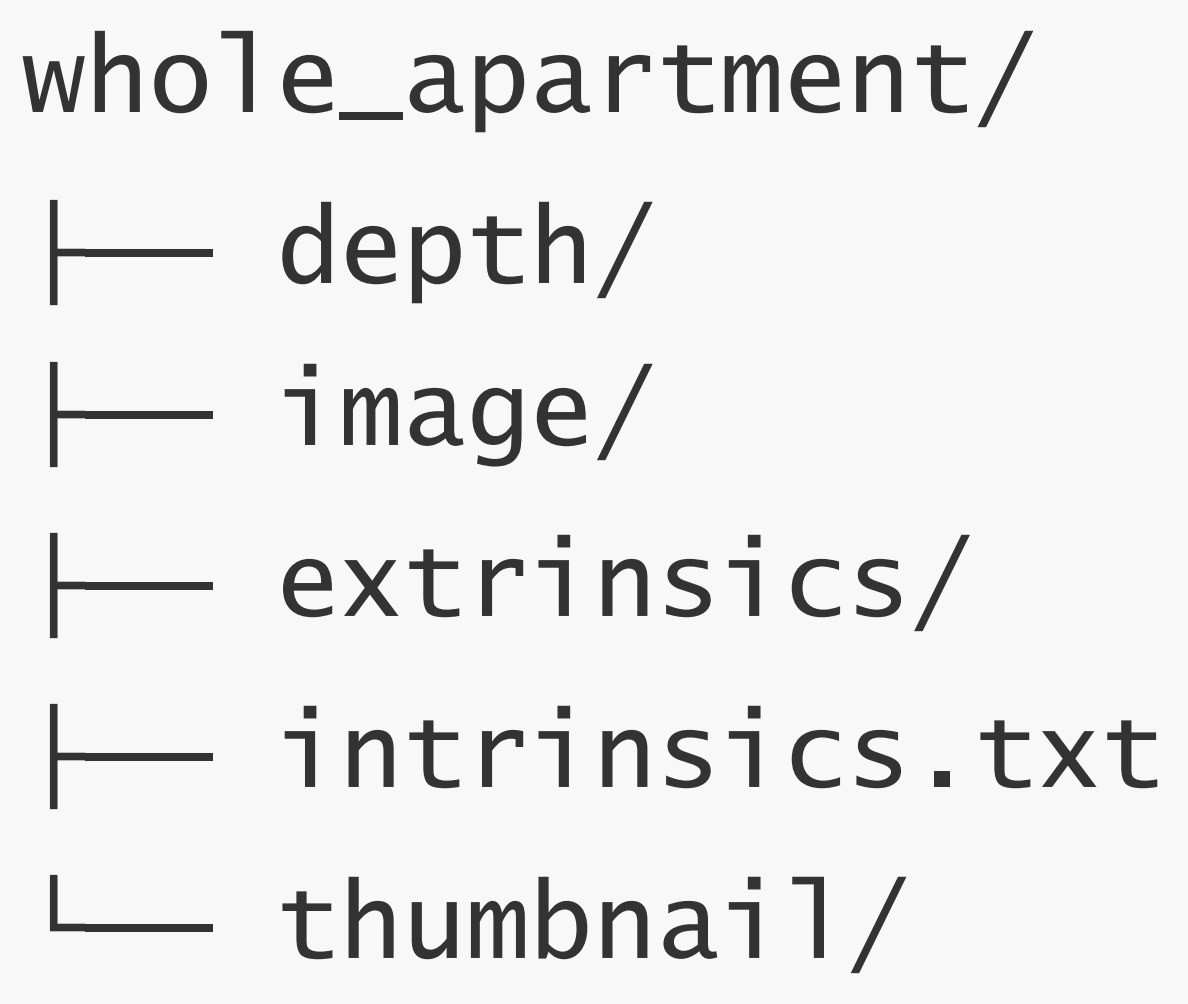 whole_apartment/
├── depth/
├── image/
├── extrinsics/
├── intrinsics.txt
└── thumbnail/